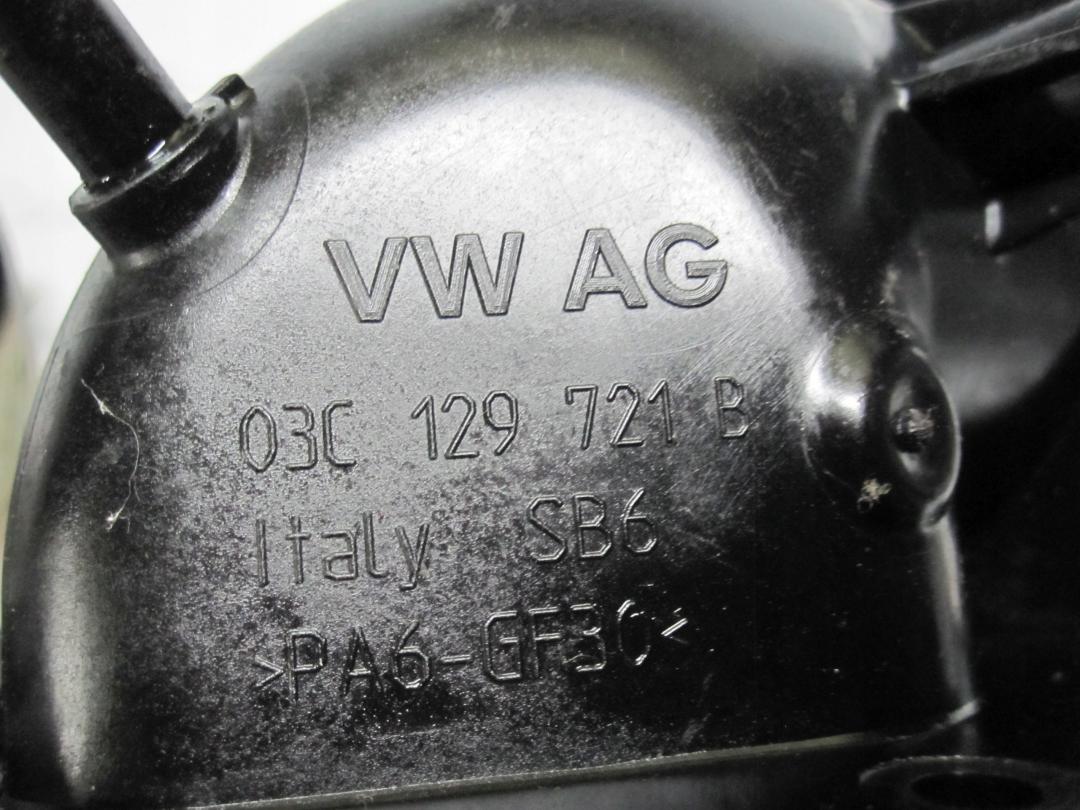 VW AG
03C 129 721 B
Italy SB6
>PA6-GF30<